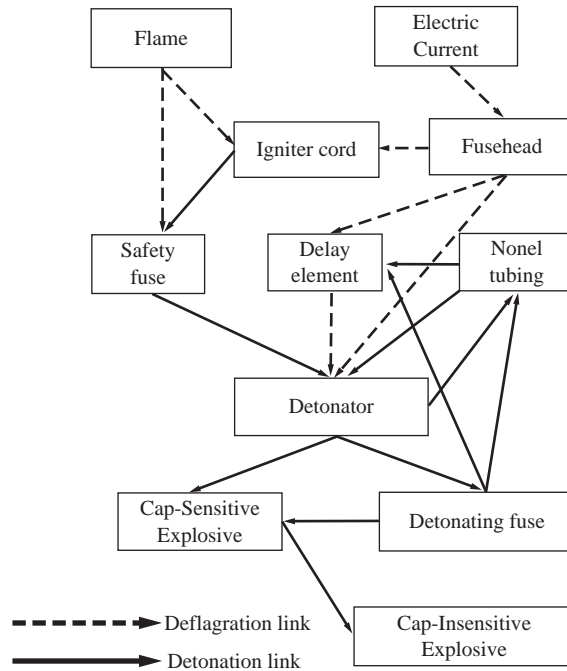 Flame
Electric
Current
Igniter cord
Fusehead
Safety
fuse
Delay
element
Nonel
tubing
Detonator
Cap-Sensitive
Explosive
Detonating fuse
Cap-Insensitive
Explosive
Deflagration link
Detonation link